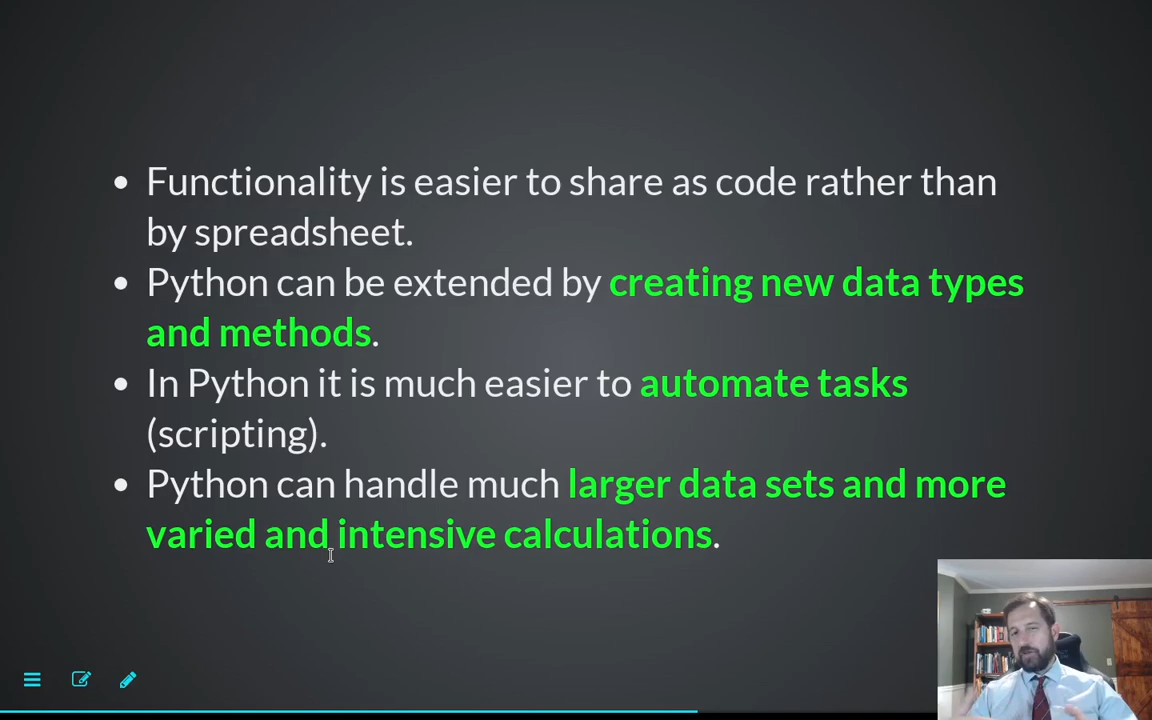 Functionality is easier to share as code rather than
by spreadsheet.
Python can be extended by creating new data types
and methods.
In Python it is much easier to automate tasks
(scripting).
Python can handle much larger data sets and more
varied and intensive calculations.